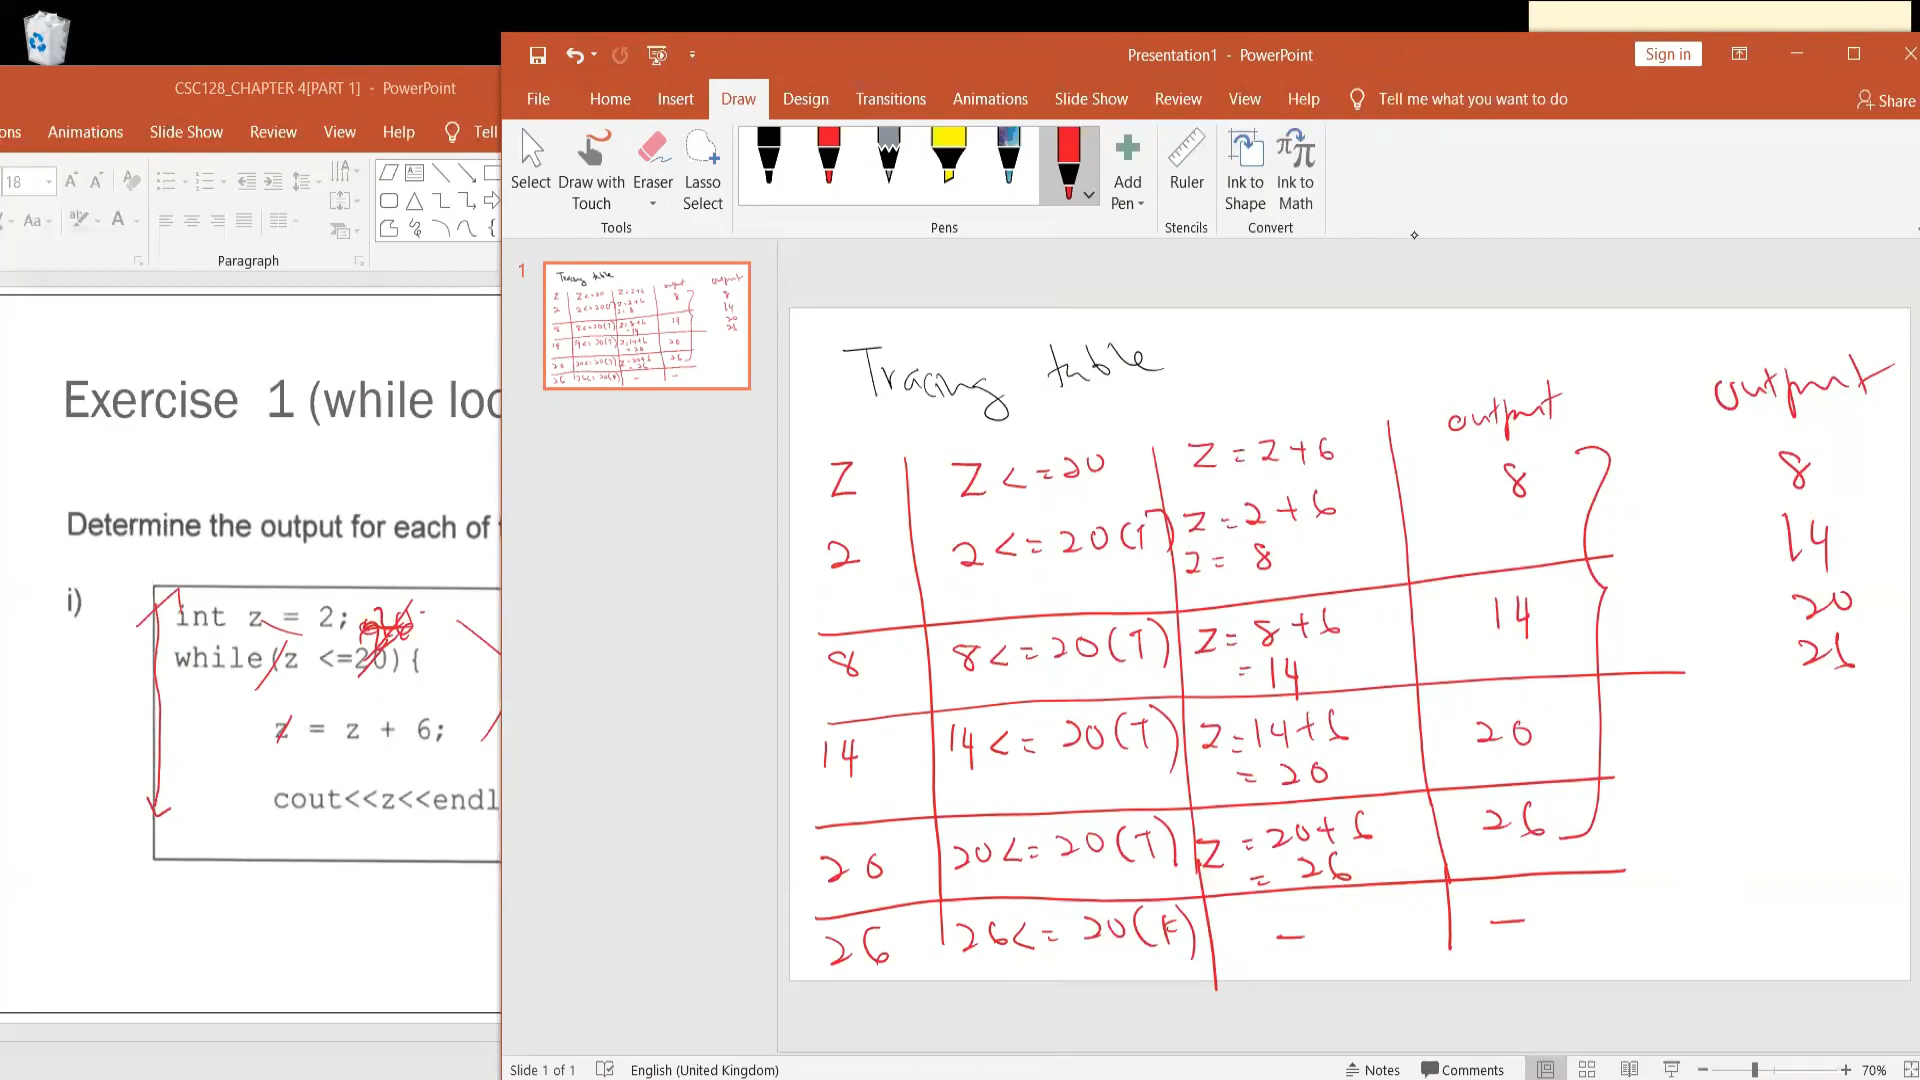 CSC128_CHAPTER 4[PART 1] - PowerPoint
ons Animations Slide Show Review View Help Tell
18
Aa
Paragraph
Exercise 1 (while loo
Determine the output for each of
i)
int z = 2;
while(z <=20){
z = z + 6;
cout<<z<<endl
Presentation1 - PowerPoint
Sign in
File Home Insert Draw Design Transitions Animations Slide Show Review View Help Tell me what you want to do
Share
Select Draw with Touch Eraser Lasso Select
Tools
Pens
Add Pen
Ruler
Stencils
Ink to Shape Ink to Math
Convert
1
Tracing table
output output
Z Z <= 20 Z = Z + 6 8 8
2 2 <= 20 (T) Z = 2 + 6 14
Z = 8
8 8 <= 20 (T) Z = 8 + 6 14 20
= 14 26
14 14 <= 20 (T) Z = 14 + 6 20
= 20
20 20 <= 20 (T) Z = 20 + 6 26
= 26
26 26 <= 20 (F) - -
Slide 1 of 1 English (United Kingdom) Notes Comments 70%